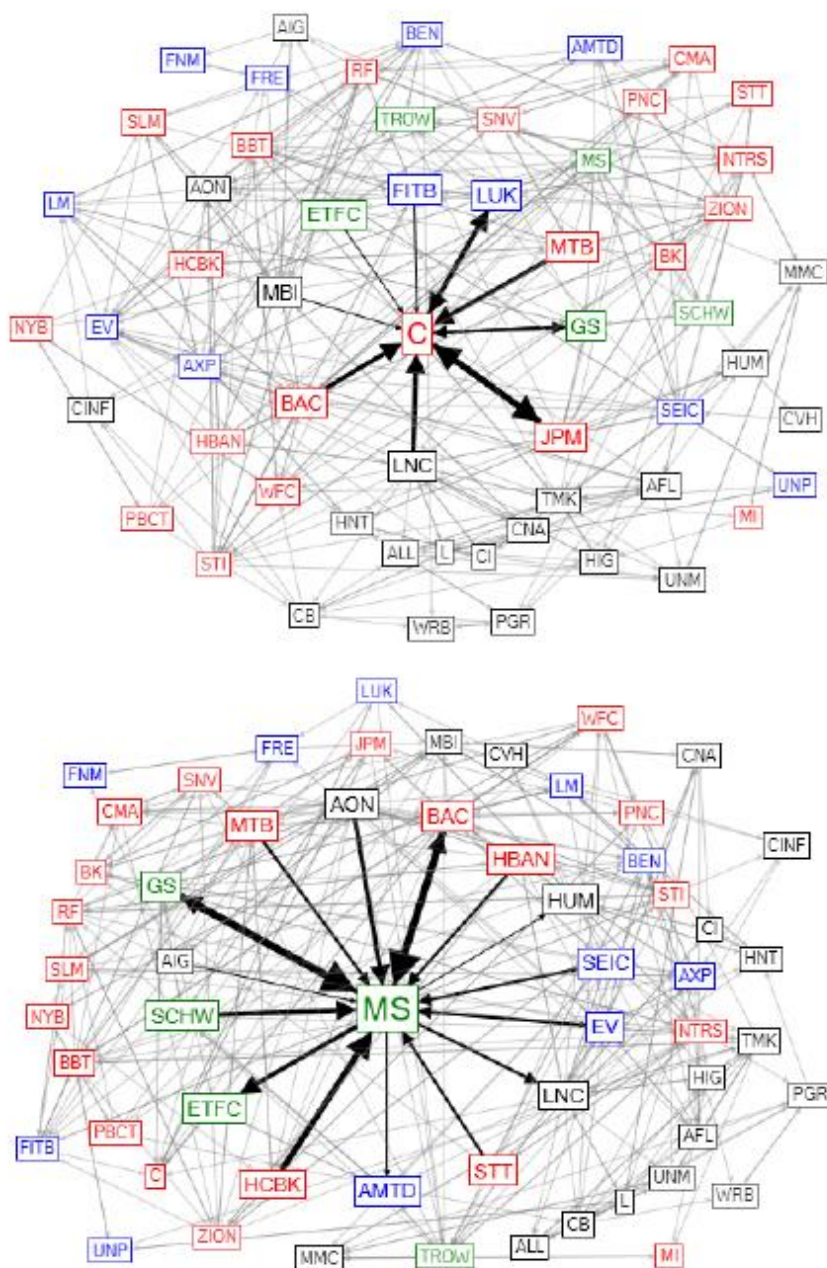 AIG
BEN
AMTD
FNM
FRE
RF
CMA
PNC
STT
SLM
TROW
SNV
BBT
MS
NTRS
AON
FITB
LUK
LM
ETFC
ZION
MTB
HCBK
BK
MMC
MBI
SCHW
NYB
EV
C
GS
AXP
HUM
CINF
BAC
SEIC
CVH
HBAN
JPM
LNC
WFC
TMK
AFL
UNP
PBCT
HNT
CNA
MI
ALL
L
CI
HIG
STI
UNM
CB
WRB
PGR
LUK
WFC
FRE
JPM
MBI
CVH
CNA
FNM
SNV
LM
CMA
MTB
AON
BAC
PNC
CINF
BK
GS
HBAN
BEN
RF
HUM
STI
CI
SLM
AIG
SEIC
AXP
HNT
NYB
SCHW
MS
EV
NTRS
TMK
BBT
HIG
PGR
ETFC
LNC
FITB
PBCT
AFL
C
HCBK
AMTD
STT
UNM
WRB
L
CB
UNP
ZION
MMC
TROW
ALL
MI